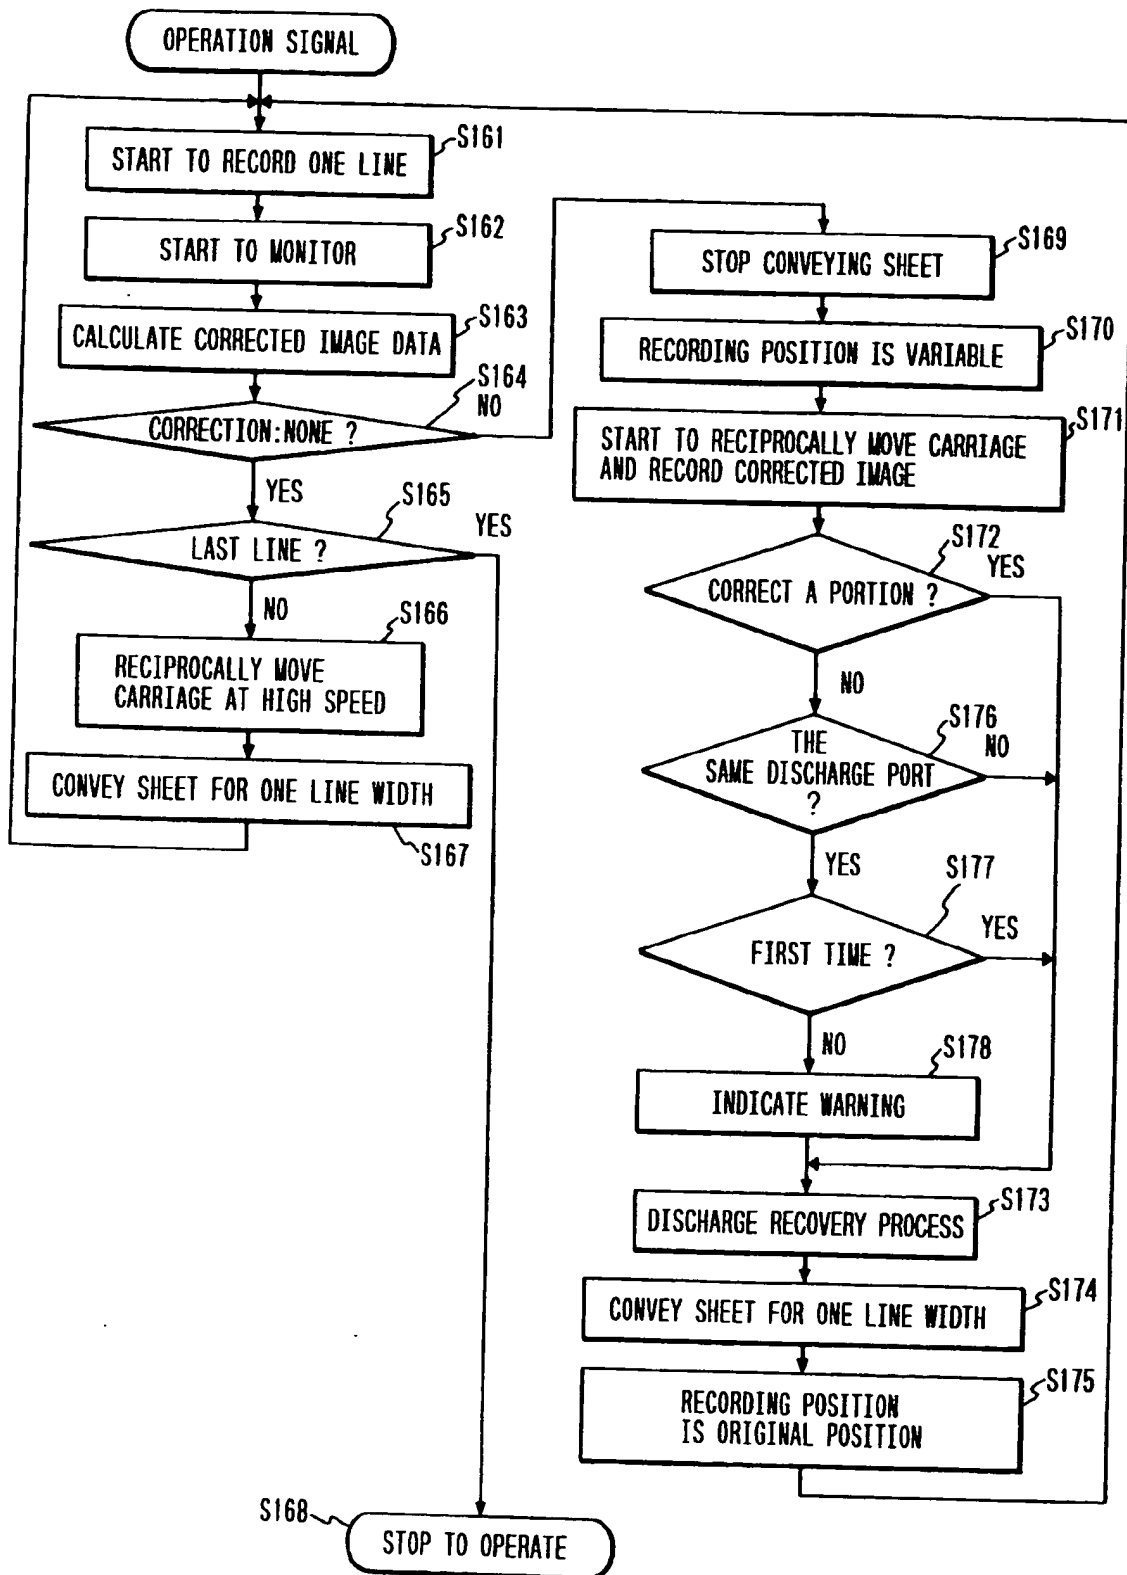 OPERATION SIGNAL
START TO RECORD ONE LINE
S161
START TO MONITOR
S162
CALCULATE CORRECTED IMAGE DATA
S163
CORRECTION:NONE ?
S164
NO
YES
LAST LINE ?
S165
YES
NO
RECIPROCALLY MOVE
CARRIAGE AT HIGH SPEED
S166
CONVEY SHEET FOR ONE LINE WIDTH
S167
S168
STOP TO OPERATE
STOP CONVEYING SHEET
S169
RECORDING POSITION IS VARIABLE
S170
START TO RECIPROCALLY MOVE CARRIAGE
AND RECORD CORRECTED IMAGE
S171
CORRECT A PORTION ?
S172
YES
NO
THE
SAME DISCHARGE PORT
?
S176
NO
YES
FIRST TIME ?
S177
YES
NO
INDICATE WARNING
S178
DISCHARGE RECOVERY PROCESS
S173
CONVEY SHEET FOR ONE LINE WIDTH
S174
RECORDING POSITION
IS ORIGINAL POSITION
S175